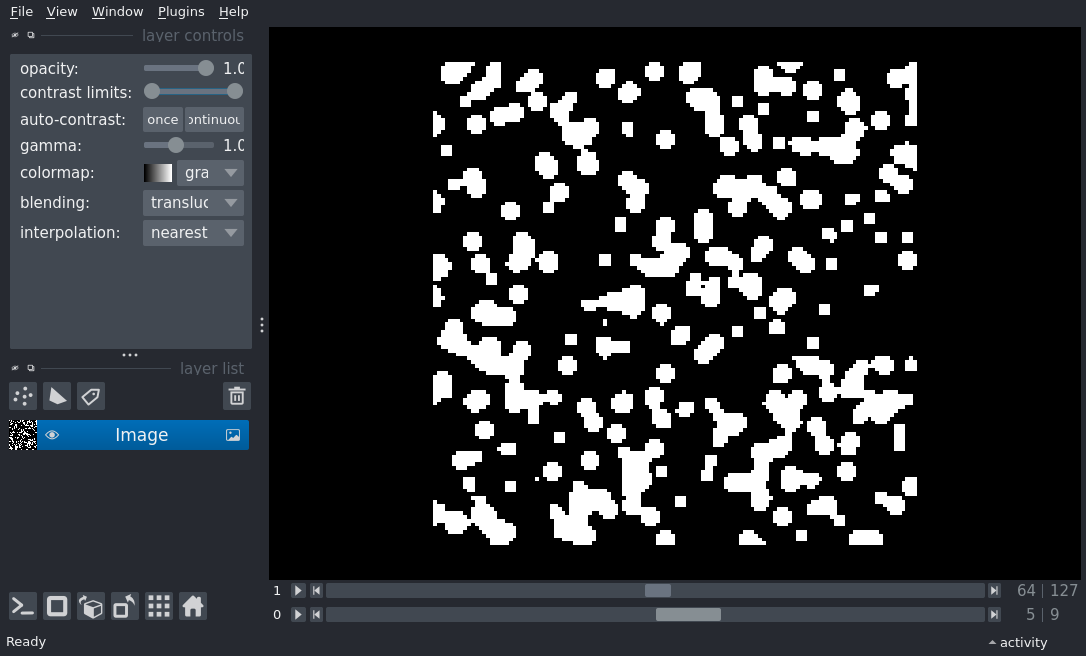 File View Window Plugins Help
layer controls
opacity: 1.0
contrast limits:
auto-contrast: once ontinuou
gamma: 1.0
colormap: gra
blending: transluc
interpolation: nearest
layer list
Image
1 64 | 127
0 5 | 9
Ready activity